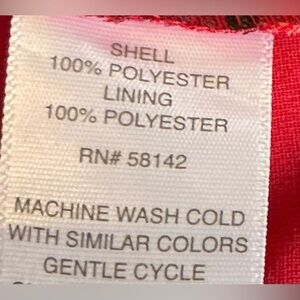 SHELL
100% POLYESTER
LINING
100% POLYESTER
RN# 58142
MACHINE WASH COLD
WITH SIMILAR COLORS
GENTLE CYCLE